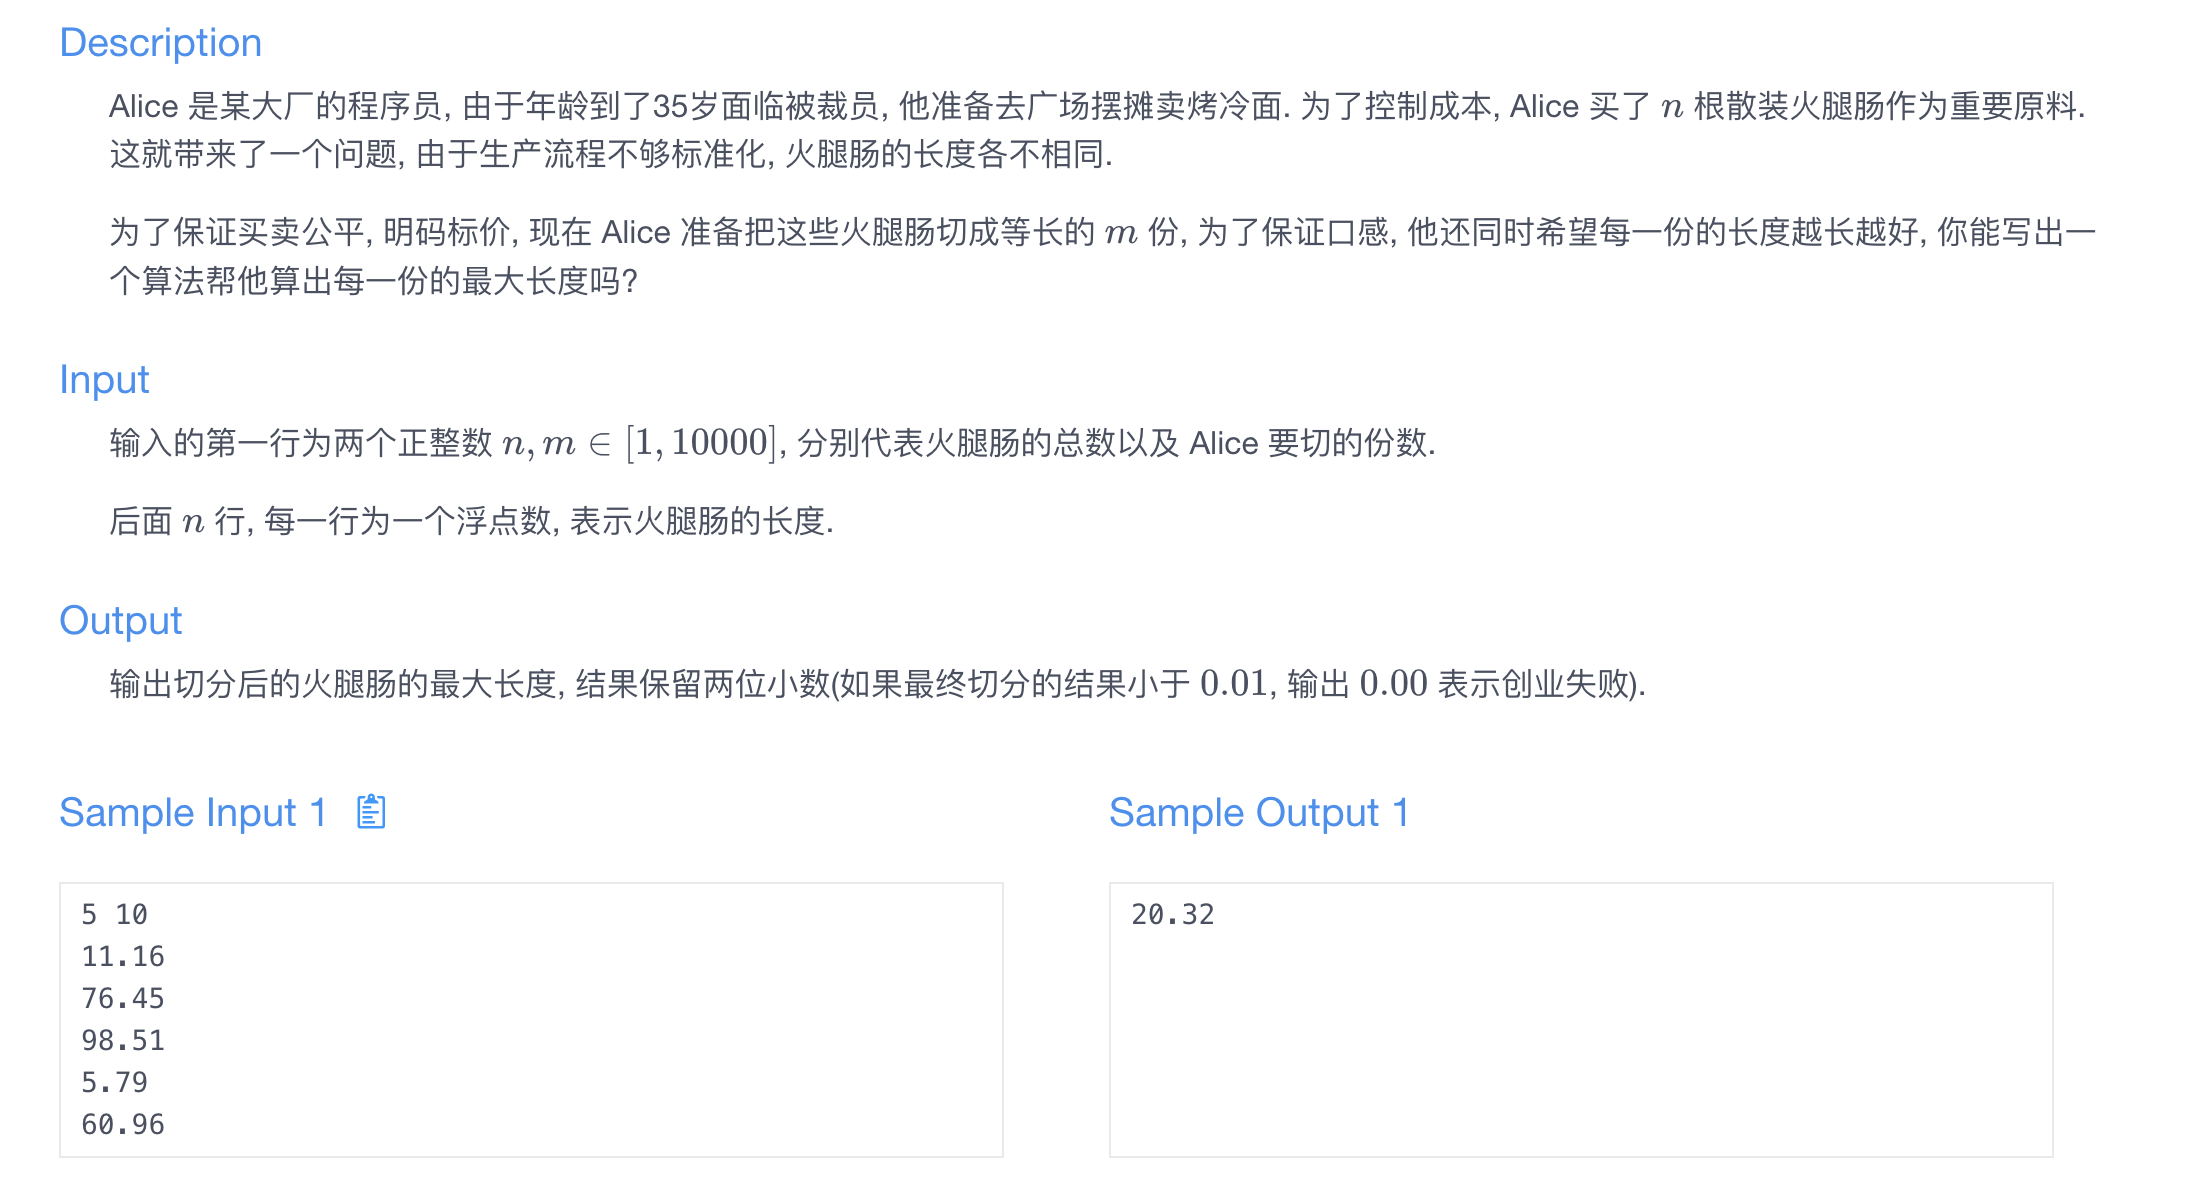 Description
Alice 是某大厂的程序员, 由于年龄到了35岁面临被裁员, 他准备去广场摆摊卖烤冷面. 为了控制成本, Alice 买了 n 根散装火腿肠作为重要原料.
这就带来了一个问题, 由于生产流程不够标准化, 火腿肠的长度各不相同.
为了保证买卖公平, 明码标价, 现在 Alice 准备把这些火腿肠切成等长的 m 份, 为了保证口感, 他还同时希望每一份的长度越长越好, 你能写出一
个算法帮他算出每一份的最大长度吗?
Input
输入的第一行为两个正整数 n, m ∈ [1, 10000], 分别代表火腿肠的总数以及 Alice 要切的份数.
后面 n 行, 每一行为一个浮点数, 表示火腿肠的长度.
Output
输出切分后的火腿肠的最大长度, 结果保留两位小数(如果最终切分的结果小于 0.01, 输出 0.00 表示创业失败).
Sample Input 1
5 10
11.16
76.45
98.51
5.79
60.96
Sample Output 1
20.32